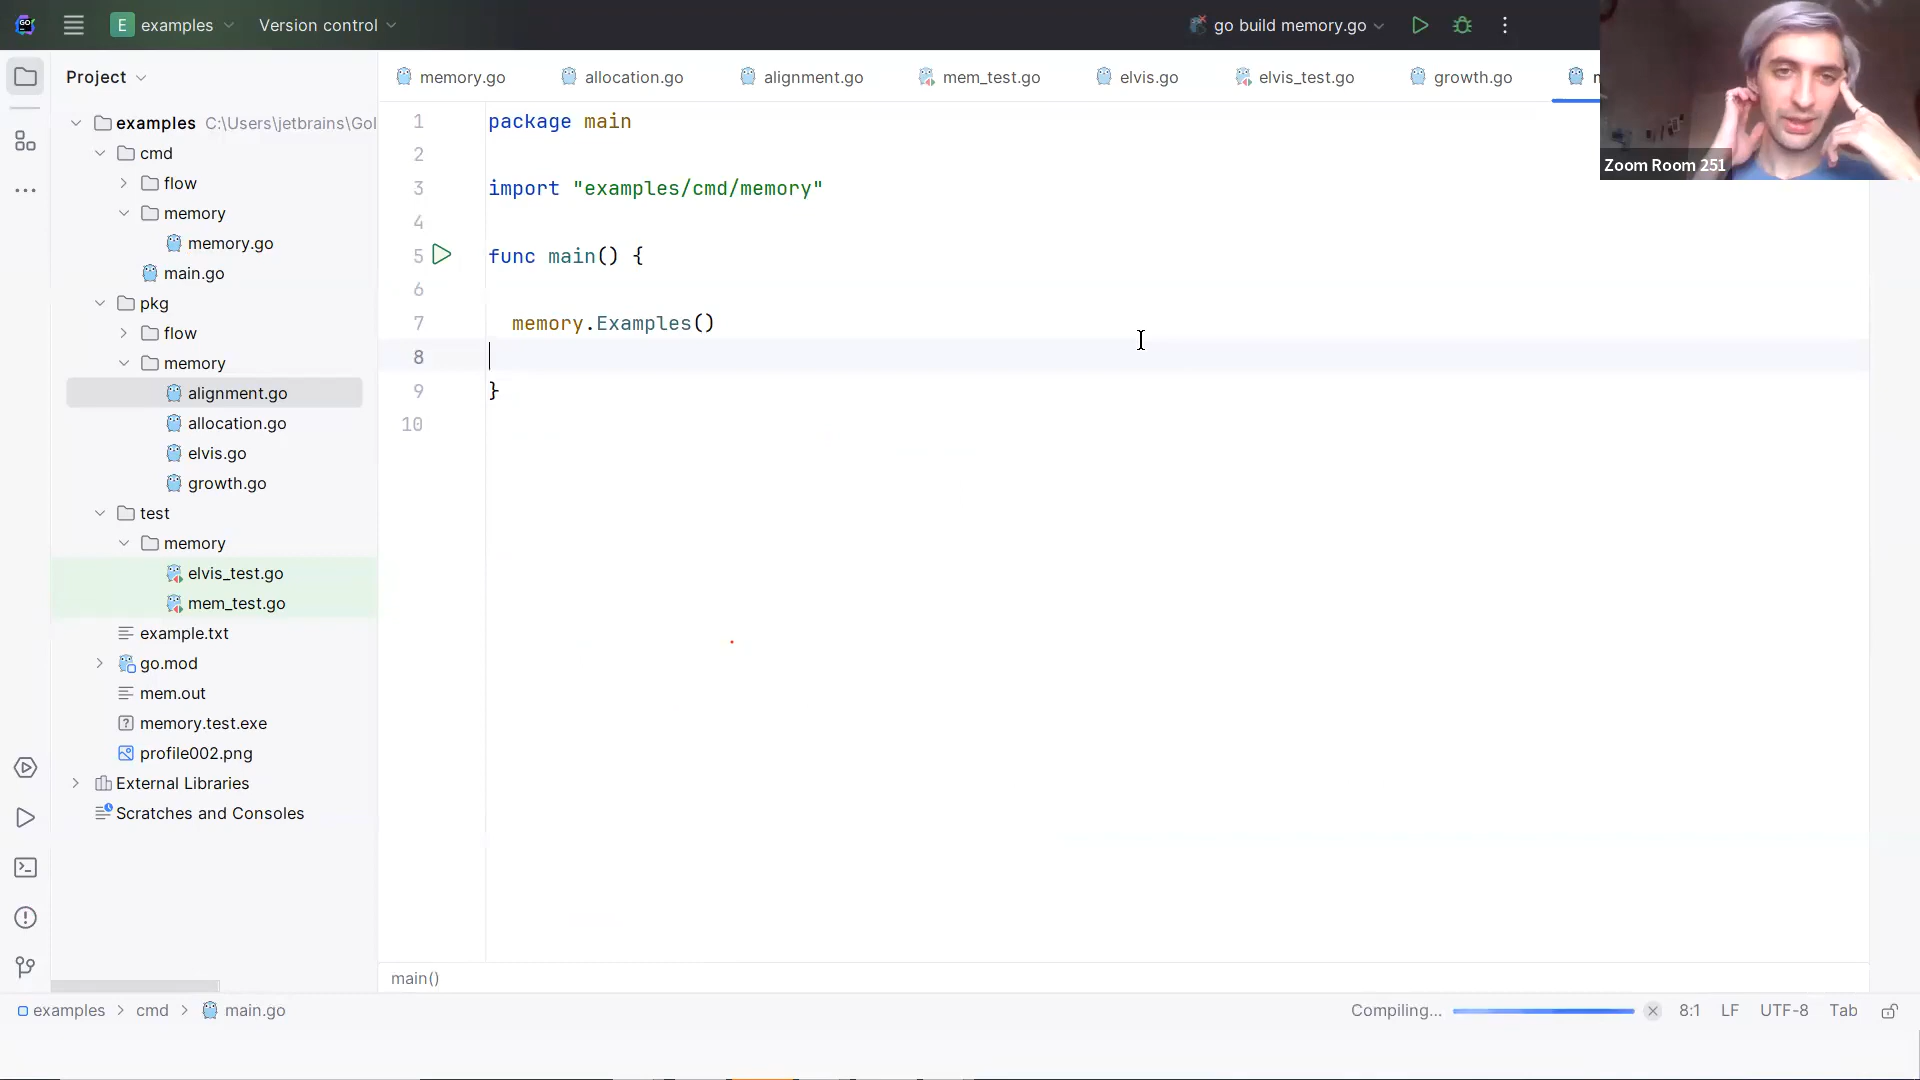 GO
E examples
Version control
go build memory.go
Project
memory.go
allocation.go
alignment.go
mem_test.go
elvis.go
elvis_test.go
growth.go
Zoom Room 251
examples C:\Users\jetbrains\Gol
cmd
flow
memory
memory.go
main.go
pkg
flow
memory
alignment.go
allocation.go
elvis.go
growth.go
test
memory
elvis_test.go
mem_test.go
example.txt
go.mod
mem.out
memory.test.exe
profile002.png
External Libraries
Scratches and Consoles
1 package main
2
3 import "examples/cmd/memory"
4
5 func main() {
6
7 memory.Examples()
8
9 }
10
main()
examples > cmd > main.go
Compiling...
8:1 LF UTF-8 Tab